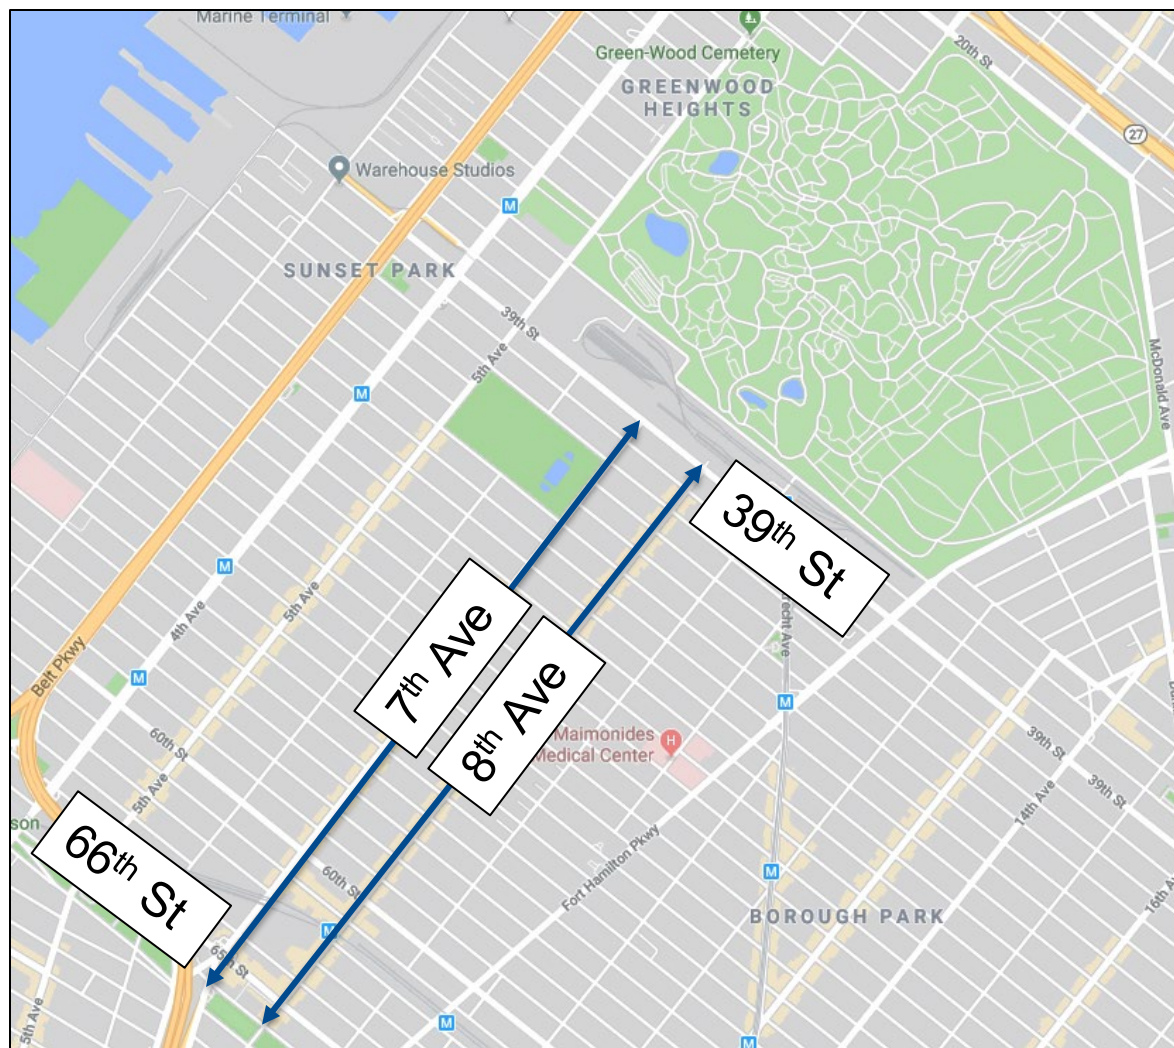 Marine Terminal
Green-Wood Cemetery
GREENWOOD
HEIGHTS
20th St
27
Warehouse Studios
M
SUNSET PARK
39th St
5th Ave
McDonald Ave
M
39th St
7th Ave
8th Ave
M
5th Ave
4th Ave
echt Ave
Belt Pkwy
M
M
Maimonides
Medical Center
H
60th St
5th Ave
39th St
39th St
14th Ave
son
66th St
60th St
Fort Hamilton Pkwy
M
16th A
BOROUGH PARK
M
65th St
5th Ave
M
M